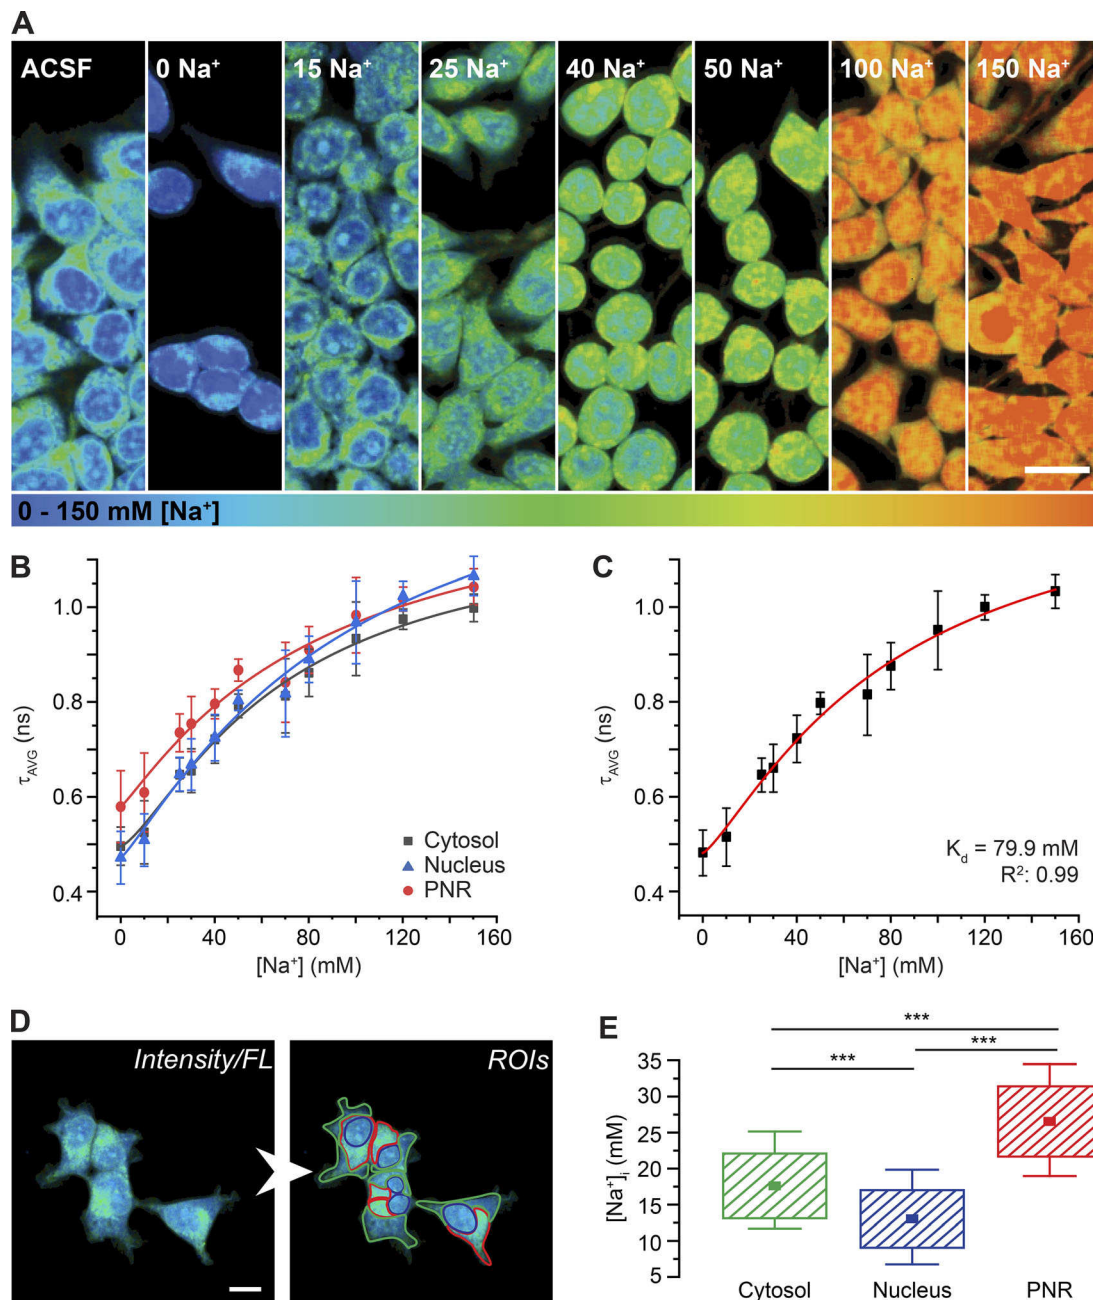 A
ACSF 0 Na⁺ 15 Na⁺ 25 Na⁺ 40 Na⁺ 50 Na⁺ 100 Na⁺ 150 Na⁺
0 - 150 mM [Na⁺]
B
τAVG (ns)
1.0
0.8
0.6
0.4
Cytosol
Nucleus
PNR
0 40 80 120 160
[Na⁺] (mM)
C
τAVG (ns)
1.0
0.8
0.6
0.4
Kd = 79.9 mM
R²: 0.99
0 40 80 120 160
[Na⁺] (mM)
D
Intensity/FL
ROIs
E
***
*** ***
[Na⁺]i (mM)
35
30
25
20
15
10
5
Cytosol Nucleus PNR